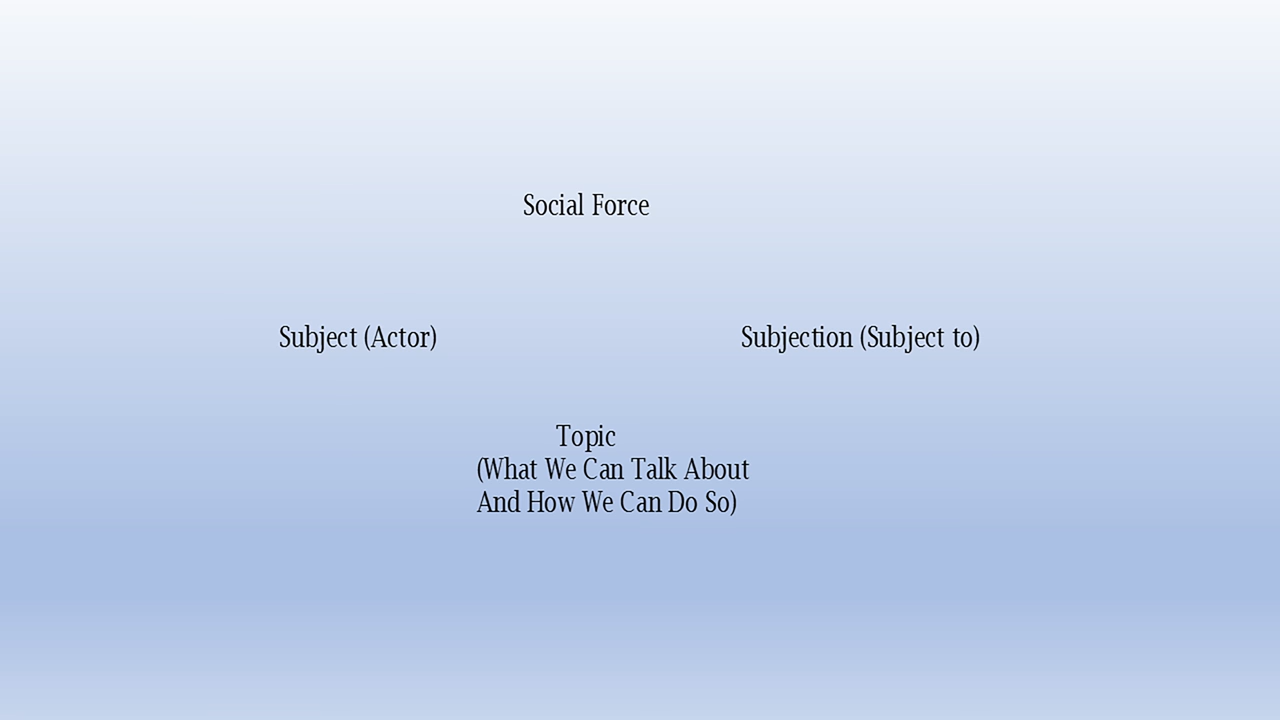 Social Force
Subject (Actor)
Subjection (Subject to)
Topic
(What We Can Talk About
And How We Can Do So)